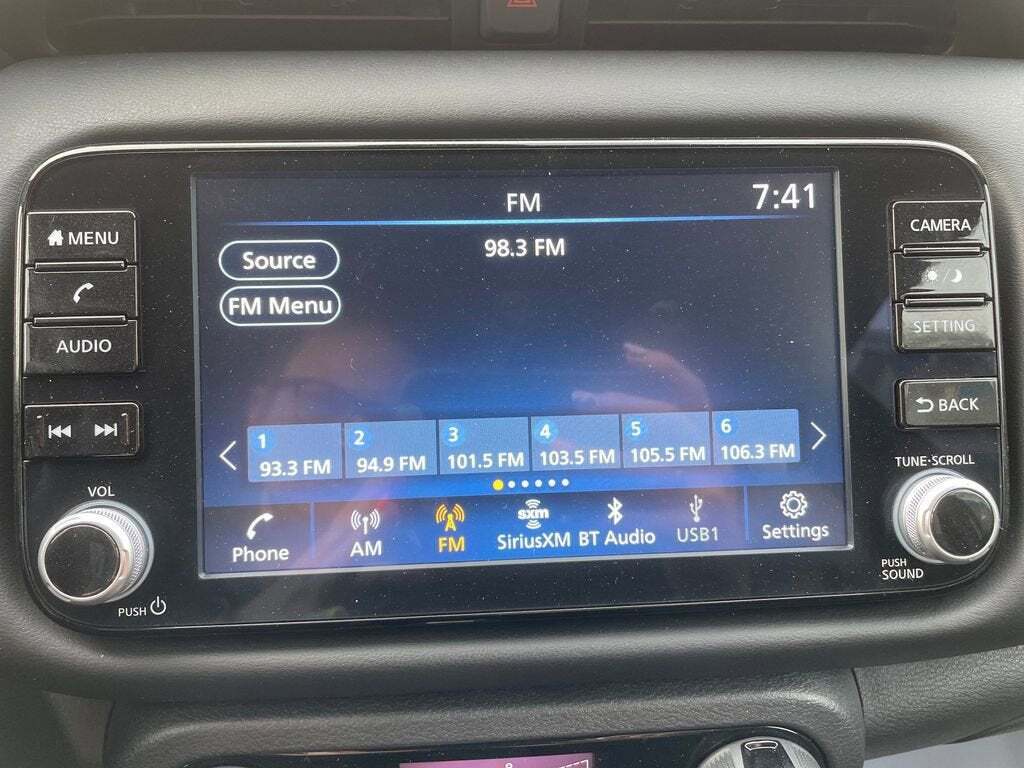 FM
7:41
98.3 FM
Source
FM Menu
1
93.3 FM
2
94.9 FM
3
101.5 FM
4
103.5 FM
5
105.5 FM
6
106.3 FM
Phone
AM
FM
sxm
SiriusXM
BT Audio
USB1
Settings
MENU
AUDIO
VOL
PUSH
CAMERA
SETTING
BACK
TUNE·SCROLL
PUSH
SOUND